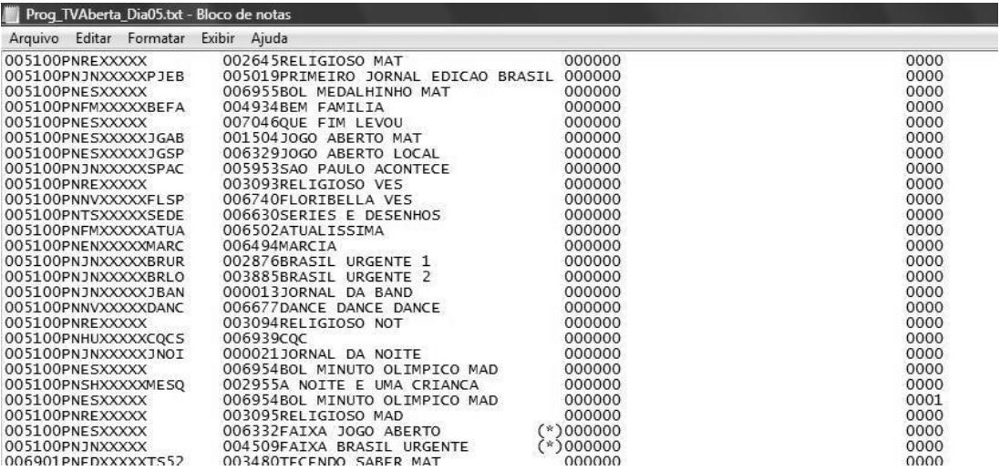 Prog_TVAberta_Dia05.txt - Bloco de notas
Arquivo Editar Formatar Exibir Ajuda
005100PNREXXXXX 002645RELIGIOSO MAT 000000 0000
005100PNJNXXXXXPJEB 005019PRIMEIRO JORNAL EDICAO BRASIL 000000 0000
005100PNESXXXXX 006955BOL MEDALHINHO MAT 000000 0000
005100PNFMXXXXXBEFA 004934BEM FAMILIA 000000 0000
005100PNESXXXXX 007046QUE FIM LEVOU 000000 0000
005100PNESXXXXXJGAB 001504JOGO ABERTO MAT 000000 0000
005100PNESXXXXXJGSP 006329JOGO ABERTO LOCAL 000000 0000
005100PNJNXXXXXSPAC 005953SAO PAULO ACONTECE 000000 0000
005100PNREXXXXX 003093RELIGIOSO VES 000000 0000
005100PNNVXXXXXFLSP 006740FLORIBELLA VES 000000 0000
005100PNTSXXXXXSEDE 006630SERIES E DESENHOS 000000 0000
005100PNFMXXXXXATUA 006502ATUALISSIMA 000000 0000
005100PNENXXXXXMARC 006494MARCIA 000000 0000
005100PNJNXXXXXBRUR 002876BRASIL URGENTE 1 000000 0000
005100PNJNXXXXXBRLO 003885BRASIL URGENTE 2 000000 0000
005100PNJNXXXXXJBAN 000013JORNAL DA BAND 000000 0000
005100PNNVXXXXXDANC 006677DANCE DANCE DANCE 000000 0000
005100PNREXXXXX 003094RELIGIOSO NOT 000000 0000
005100PNHUXXXXXCQCS 006939CQC 000000 0000
005100PNJNXXXXXJNOI 000021JORNAL DA NOITE 000000 0000
005100PNESXXXXX 006954BOL MINUTO OLIMPICO MAD 000000 0000
005100PNSHXXXXXMESQ 002955A NOITE E UMA CRIANCA 000000 0000
005100PNESXXXXX 006954BOL MINUTO OLIMPICO MAD 000000 0001
005100PNREXXXXX 003095RELIGIOSO MAD 000000 0000
005100PNESXXXXX 006332FAIXA JOGO ABERTO (*)000000 0000
005100PNJNXXXXX 004509FAIXA BRASIL URGENTE (*)000000 0000
006901PNEDXXXXXTS52 003480TECENDO SABER MAT 000000 0000